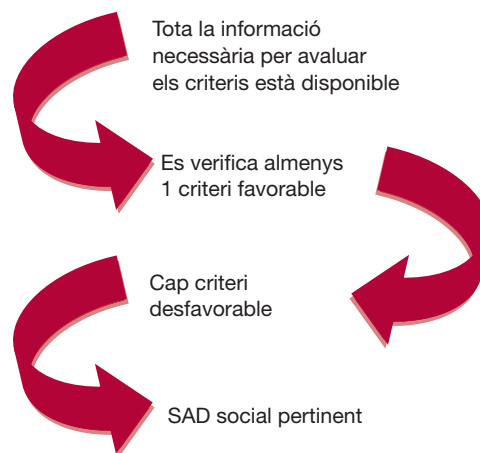 Tota la informació
necessària per avaluar
els criteris està disponible
Es verifica almenys
1 criteri favorable
Cap criteri
desfavorable
SAD social pertinent